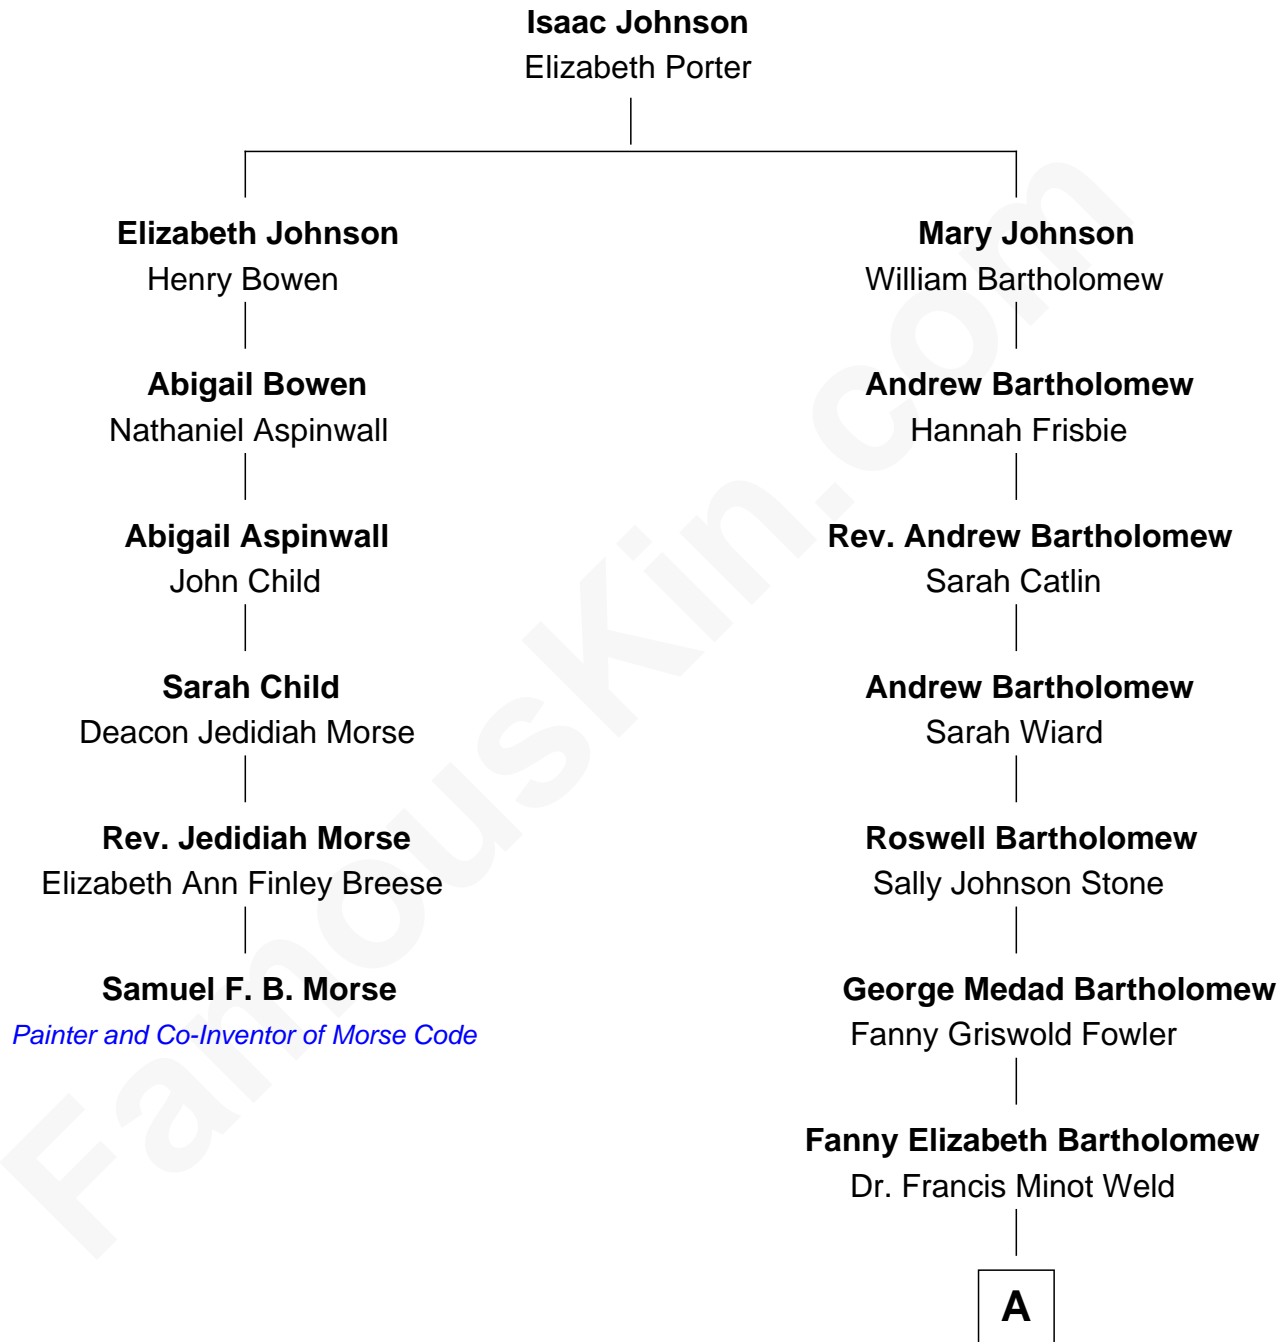 Isaac Johnson
Elizabeth Porter
Elizabeth Johnson
Henry Bowen
Mary Johnson
William Bartholomew
Abigail Bowen
Nathaniel Aspinwall
Andrew Bartholomew
Hannah Frisbie
Abigail Aspinwall
John Child
Rev. Andrew Bartholomew
Sarah Catlin
Sarah Child
Deacon Jedidiah Morse
Andrew Bartholomew
Sarah Wiard
Rev. Jedidiah Morse
Elizabeth Ann Finley Breese
Roswell Bartholomew
Sally Johnson Stone
Samuel F. B. Morse
Painter and Co-Inventor of Morse Code
George Medad Bartholomew
Fanny Griswold Fowler
Fanny Elizabeth Bartholomew
Dr. Francis Minot Weld
A
FamousKin.com